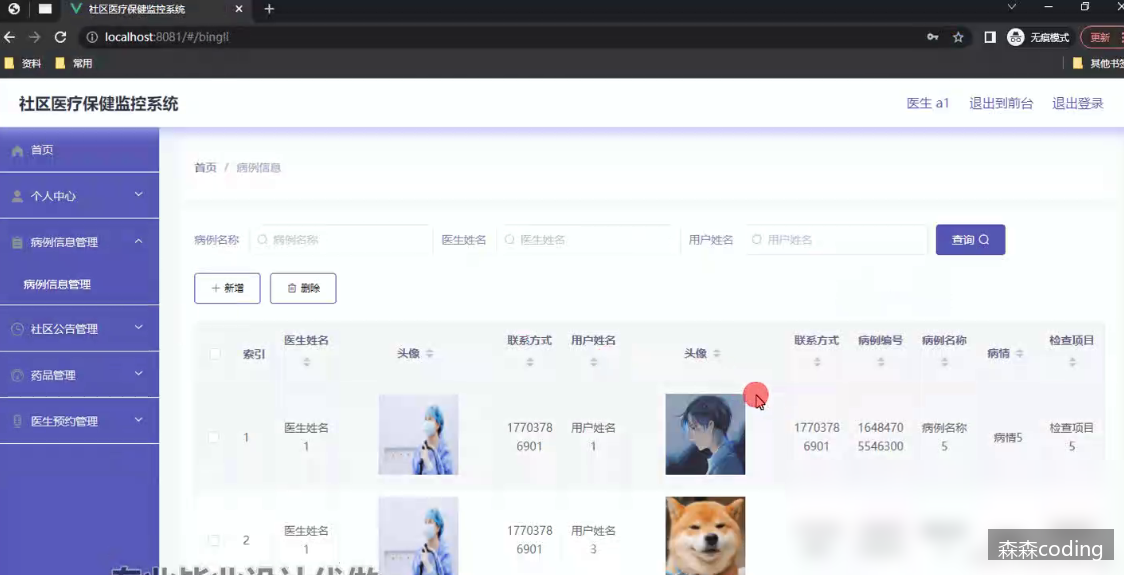 社区医疗保健监控系统
localhost:8081/#/bingli
无痕模式
更新
资料
常用
其他书签
社区医疗保健监控系统
医生 a1
退出到前台
退出登录
首页
个人中心
病例信息管理
病例信息管理
社区公告管理
药品管理
医生预约管理
首页 / 病例信息
病例名称 病例名称 医生姓名 医生姓名 用户姓名 用户姓名 查询
新增 删除
索引 医生姓名 头像 联系方式 用户姓名 头像 联系方式 病例编号 病例名称 病情 检查项目
1 医生姓名1 17703786901 用户姓名1 17703786901 16484705546300 病例名称5 病情5 检查项目5
2 医生姓名1 17703786901 用户姓名3
森森coding